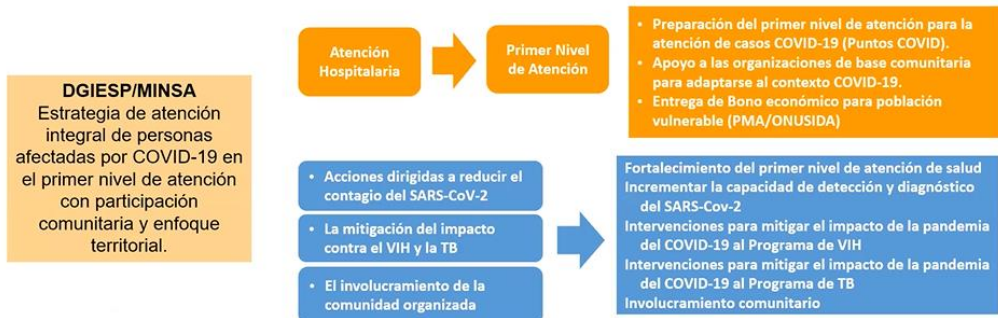 DGIESP/MINSA
Estrategia de atención
integral de personas
afectadas por COVID-19 en
el primer nivel de atención
con participación
comunitaria y enfoque
territorial.
Atención
Hospitalaria
Primer Nivel
de Atención
• Preparación del primer nivel de atención para la
atención de casos COVID-19 (Puntos COVID).
• Apoyo a las organizaciones de base comunitaria
para adaptarse al contexto COVID-19.
• Entrega de Bono económico para población
vulnerable (PMA/ONUSIDA)
• Acciones dirigidas a reducir el
contagio del SARS-CoV-2
• La mitigación del impacto
contra el VIH y la TB
• El involucramiento de la
comunidad organizada
Fortalecimiento del primer nivel de atención de salud
Incrementar la capacidad de detección y diagnóstico
del SARS-Cov-2
Intervenciones para mitigar el impacto de la pandemia
del COVID-19 al Programa de VIH
Intervenciones para mitigar el impacto de la pandemia
del COVID-19 al Programa de TB
Involucramiento comunitario